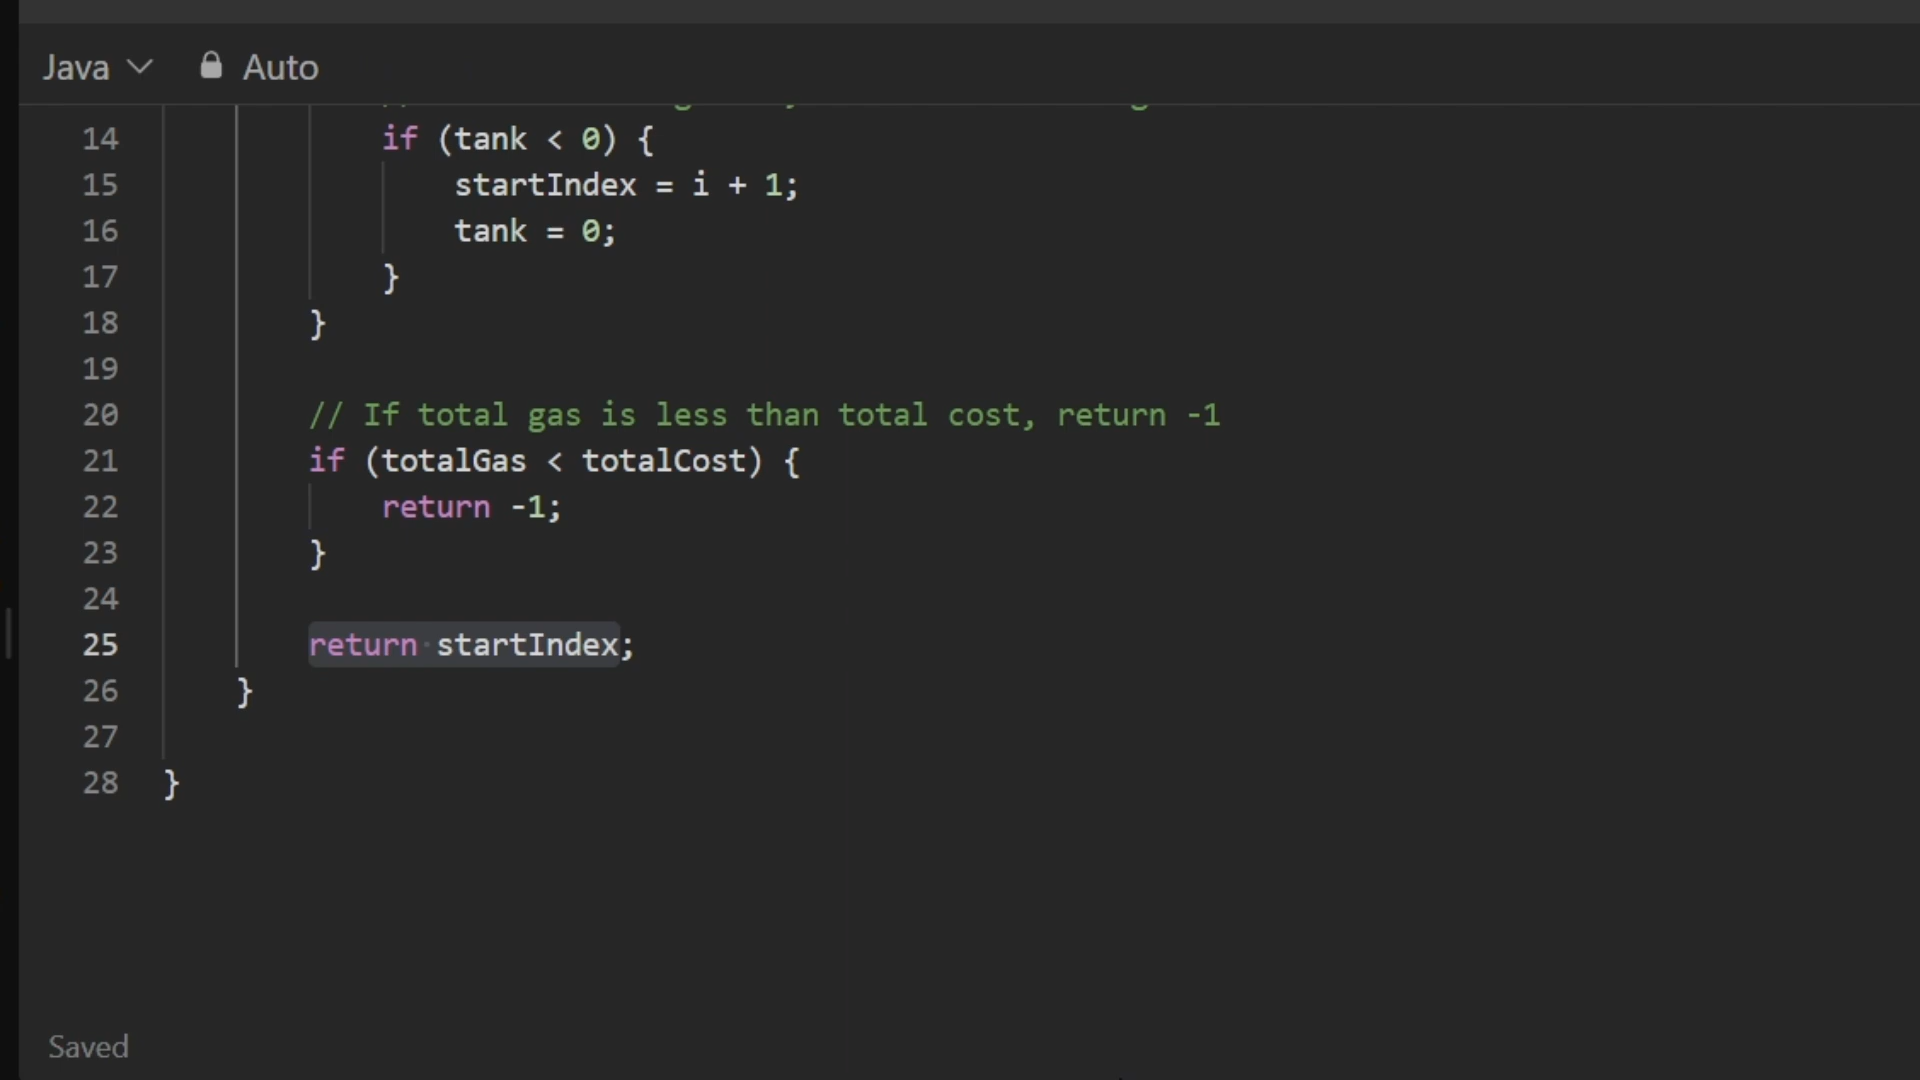 Java Auto
14 if (tank < 0) {
15 startIndex = i + 1;
16 tank = 0;
17 }
18 }
19
20 // If total gas is less than total cost, return -1
21 if (totalGas < totalCost) {
22 return -1;
23 }
24
25 return startIndex;
26 }
27
28 }
Saved